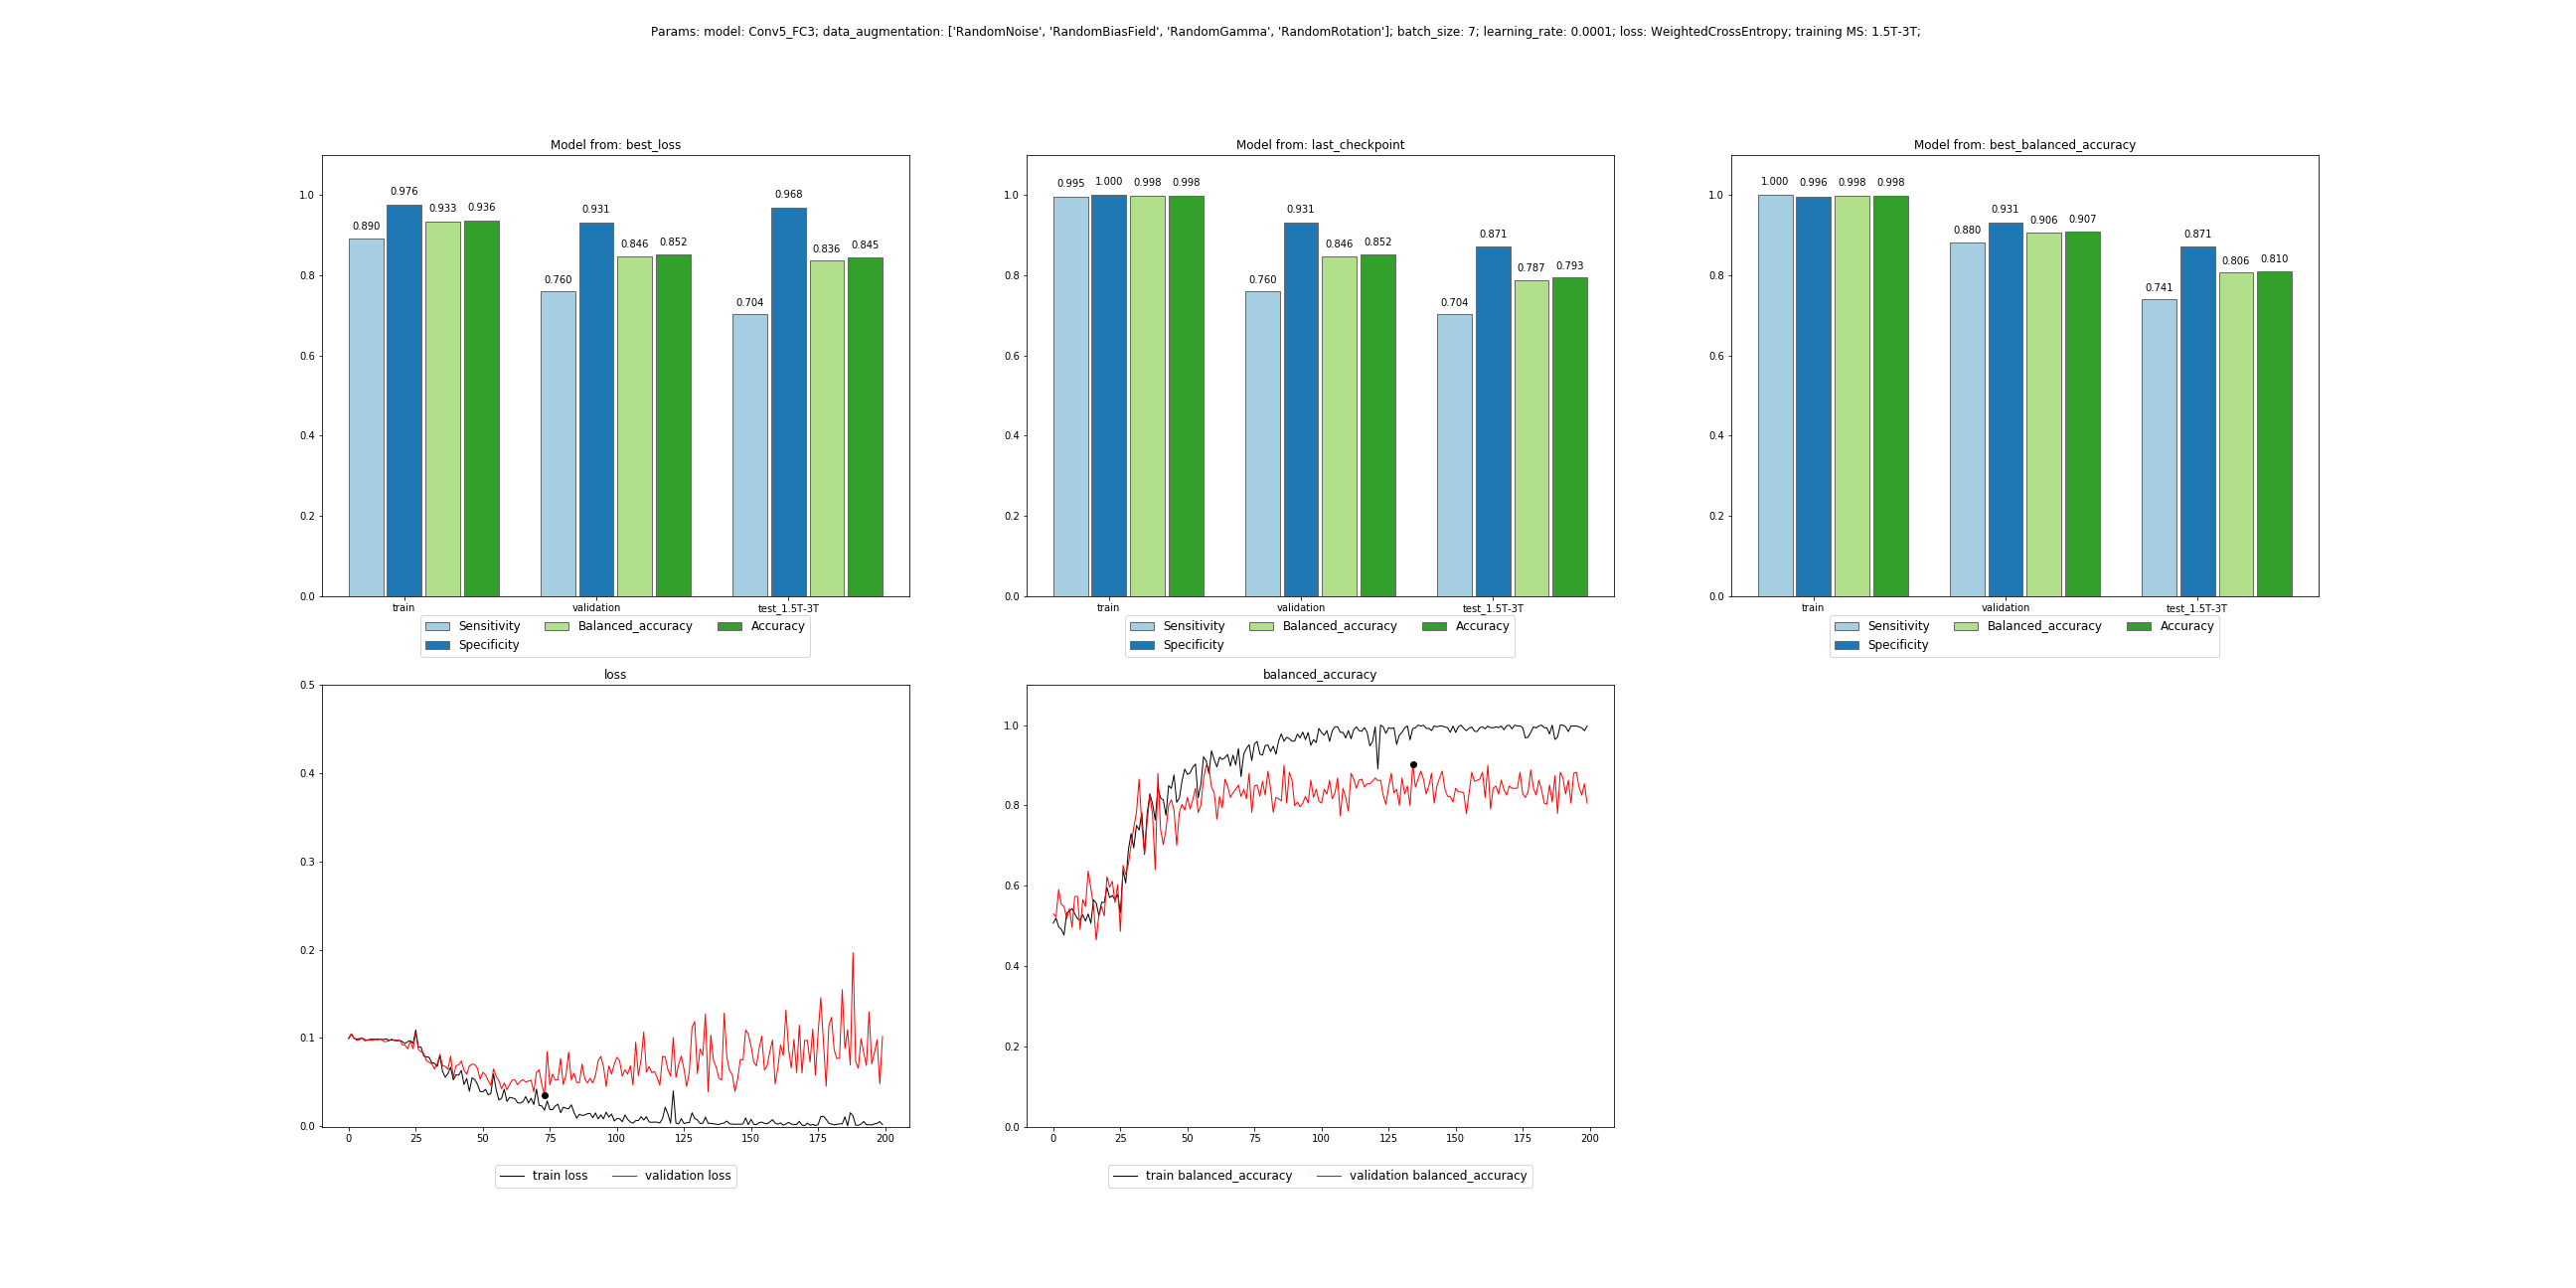 Params: model: Conv5_FC3; data_augmentation: ['RandomNoise', 'RandomBiasField', 'RandomGamma', 'RandomRotation']; batch_size: 7; learning_rate: 0.0001; loss: WeightedCrossEntropy; training MS: 1.5T-3T;
Model from: best_loss
1.0
0.8
0.6
0.4
0.2
0.0
0.890
0.976
0.933
0.936
0.760
0.931
0.846
0.852
0.704
0.968
0.836
0.845
train
validation
test_1.5T-3T
Sensitivity
Balanced_accuracy
Accuracy
Specificity
Model from: last_checkpoint
1.0
0.8
0.6
0.4
0.2
0.0
0.995
1.000
0.998
0.998
0.760
0.931
0.846
0.852
0.704
0.871
0.787
0.793
train
validation
test_1.5T-3T
Sensitivity
Balanced_accuracy
Accuracy
Specificity
Model from: best_balanced_accuracy
1.0
0.8
0.6
0.4
0.2
0.0
1.000
0.996
0.998
0.998
0.880
0.931
0.906
0.907
0.741
0.871
0.806
0.810
train
validation
test_1.5T-3T
Sensitivity
Balanced_accuracy
Accuracy
Specificity
loss
0.5
0.4
0.3
0.2
0.1
0.0
0 25 50 75 100 125 150 175 200
train loss
validation loss
balanced_accuracy
1.0
0.8
0.6
0.4
0.2
0.0
0 25 50 75 100 125 150 175 200
train balanced_accuracy
validation balanced_accuracy